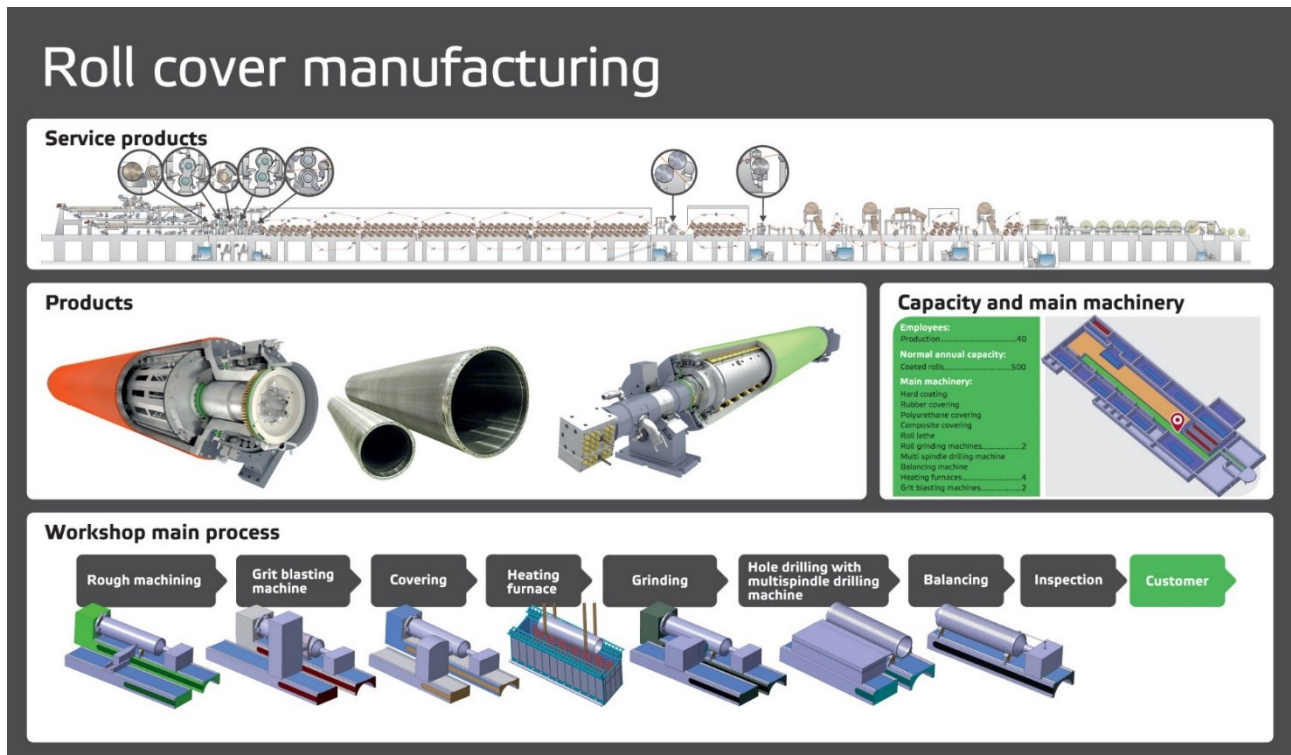 Roll cover manufacturing
Service products
Products
Capacity and main machinery
Employees:
Production.............................40
Normal annual capacity:
Coated rolls.........................500
Main machinery:
Hard coating
Rubber covering
Polyurethane covering
Composite covering
Roll lathe
Roll grinding machines..........2
Multi spindle drilling machine
Balancing machine
Heating furnaces...................4
Grit blasting machines...........2
Workshop main process
Rough machining
Grit blasting
machine
Covering
Heating
furnace
Grinding
Hole drilling with
multispindle drilling
machine
Balancing
Inspection
Customer